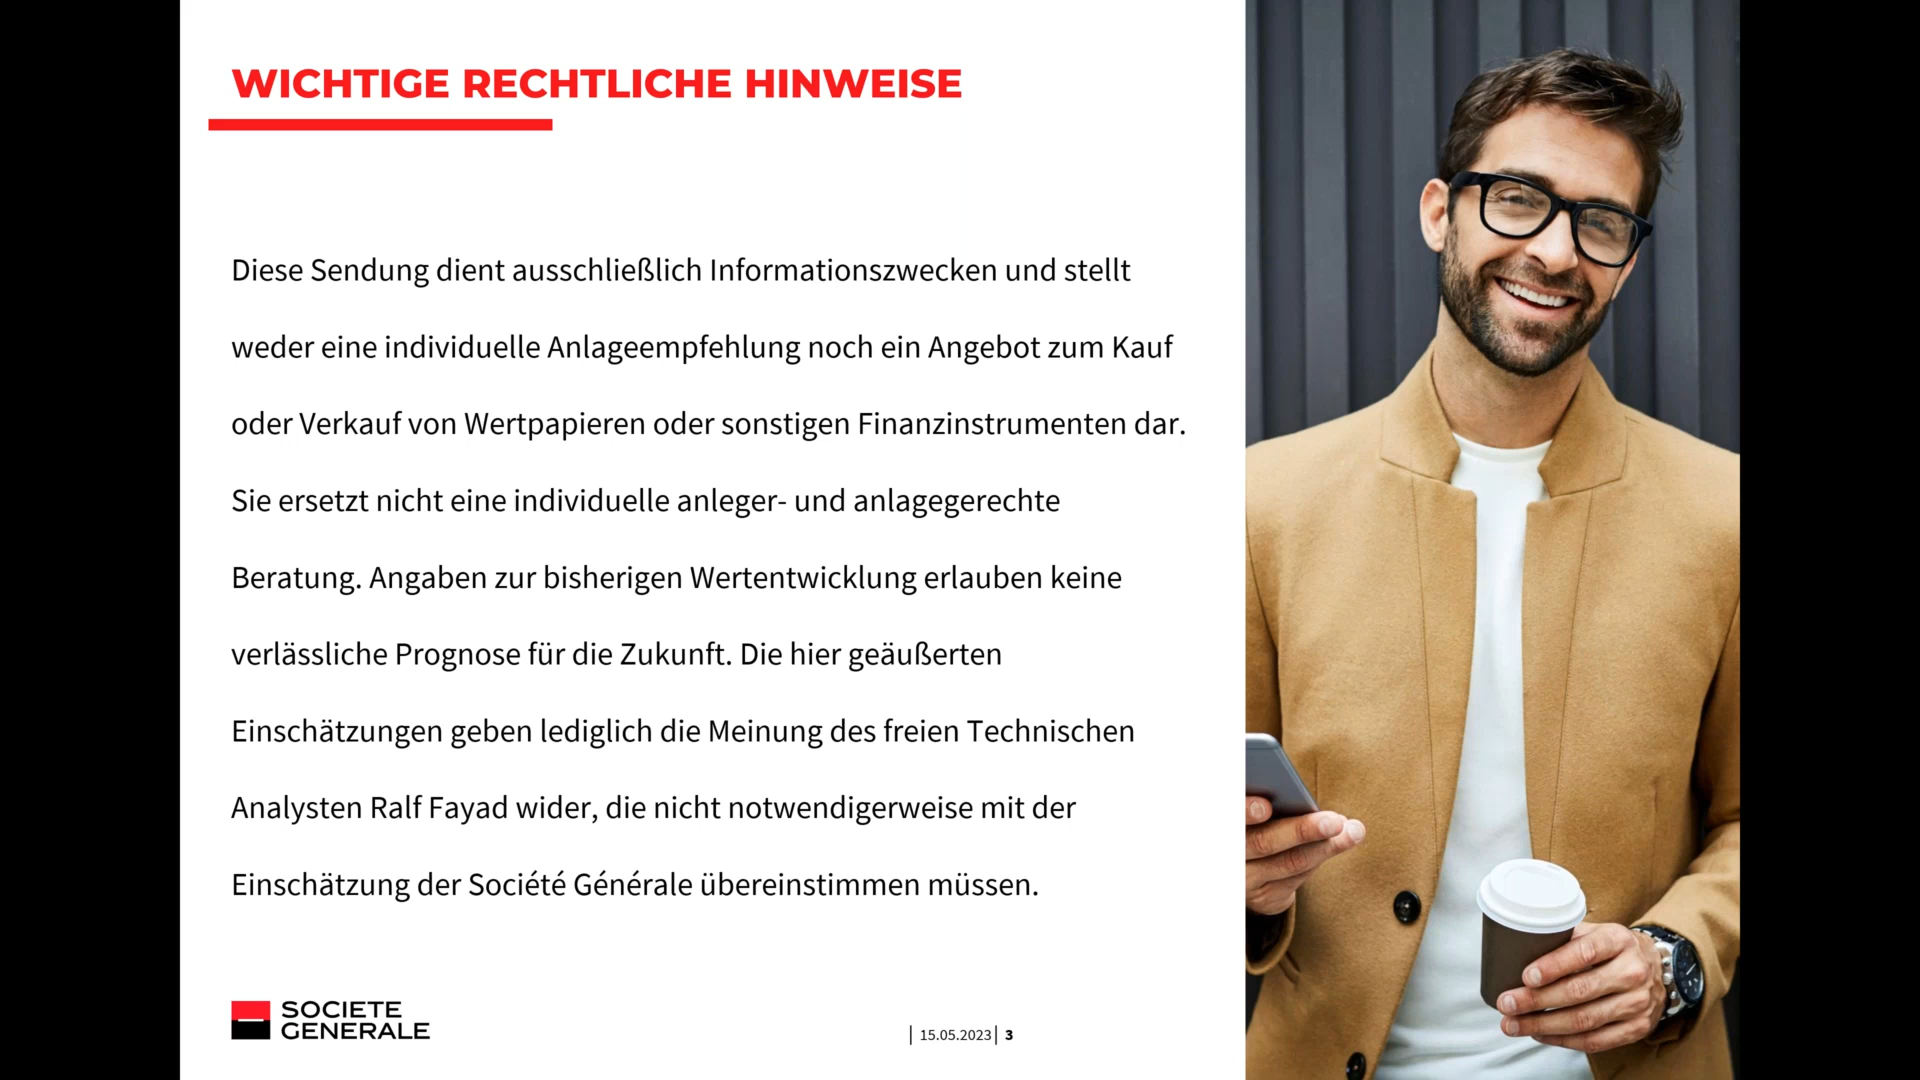 WICHTIGE RECHTLICHE HINWEISE
Diese Sendung dient ausschließlich Informationszwecken und stellt
weder eine individuelle Anlageempfehlung noch ein Angebot zum Kauf
oder Verkauf von Wertpapieren oder sonstigen Finanzinstrumenten dar.
Sie ersetzt nicht eine individuelle anleger- und anlagegerechte
Beratung. Angaben zur bisherigen Wertentwicklung erlauben keine
verlässliche Prognose für die Zukunft. Die hier geäußerten
Einschätzungen geben lediglich die Meinung des freien Technischen
Analysten Ralf Fayad wider, die nicht notwendigerweise mit der
Einschätzung der Société Générale übereinstimmen müssen.
SOCIETE
GENERALE
| 15.05.2023 | 3